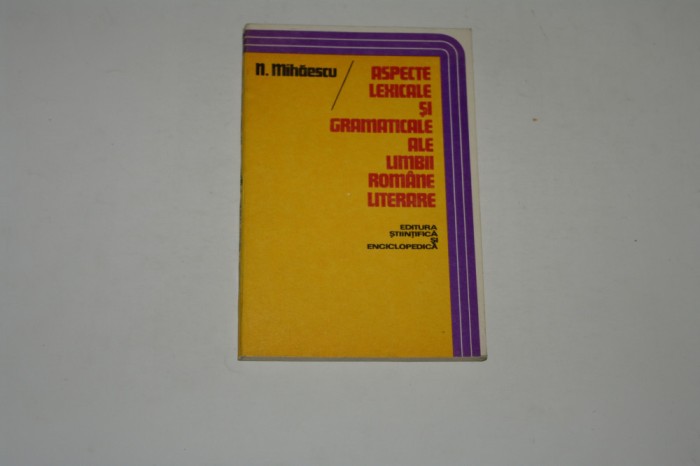 N. Mihăescu
ASPECTE
LEXICALE
ŞI
GRAMATICALE
ALE
LIMBII
ROMÂNE
LITERARE
EDITURA
ŞTIINŢIFICĂ
ŞI
ENCICLOPEDICĂ